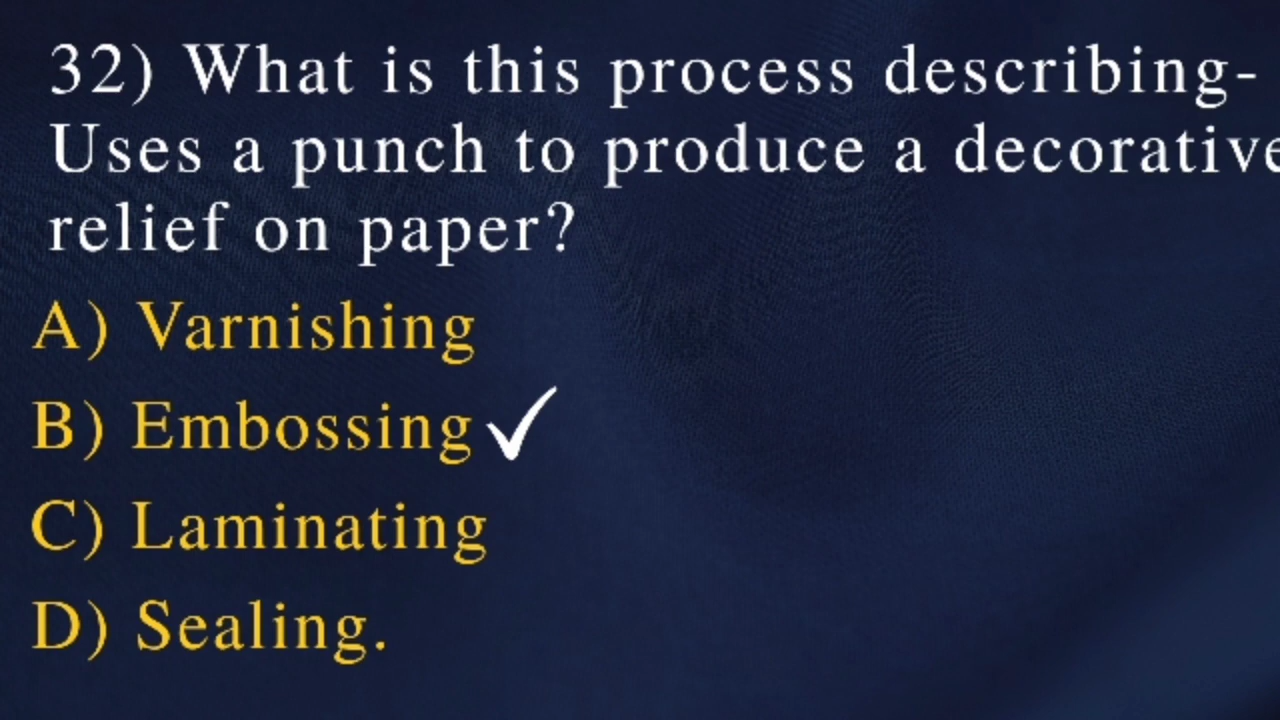 32) What is this process describing-
Uses a punch to produce a decorative
relief on paper?
A) Varnishing
B) Embossing
C) Laminating
D) Sealing.